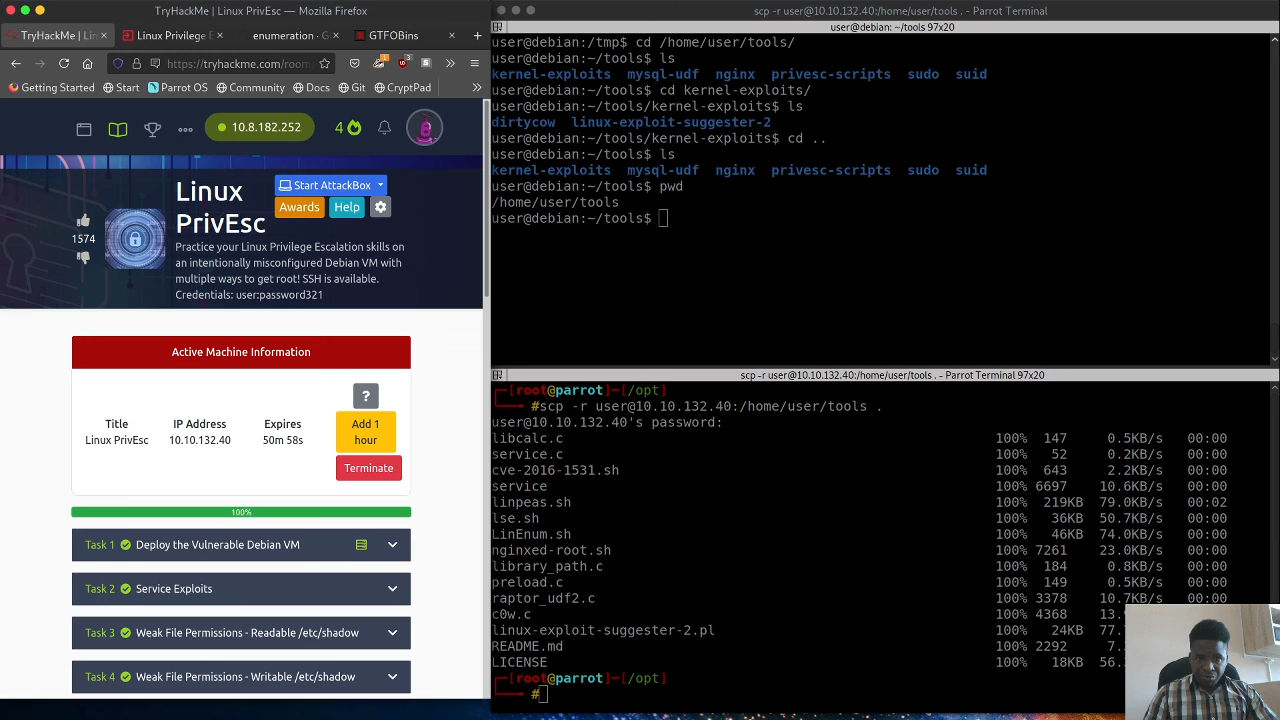 TryHackMe | Linux PrivEsc — Mozilla Firefox
TryHackMe | Lin
Linux Privilege E
enumeration - G
GTFOBins
https://tryhackme.com/room
Getting Started
Start
Parrot OS
Community
Docs
Git
CryptPad
10.8.182.252
4
Linux
PrivEsc
Start AttackBox
Awards
Help
1574
Practice your Linux Privilege Escalation skills on
an intentionally misconfigured Debian VM with
multiple ways to get root! SSH is available.
Credentials: user:password321
Active Machine Information
?
Title
IP Address
Expires
Linux PrivEsc
10.10.132.40
50m 58s
Add 1
hour
Terminate
100%
Task 1
Deploy the Vulnerable Debian VM
Task 2
Service Exploits
Task 3
Weak File Permissions - Readable /etc/shadow
Task 4
Weak File Permissions - Writable /etc/shadow
scp -r user@10.10.132.40:/home/user/tools . - Parrot Terminal
user@debian: ~/tools 97x20
user@debian:/tmp$ cd /home/user/tools/
user@debian:~/tools$ ls
kernel-exploits mysql-udf nginx privesc-scripts sudo suid
user@debian:~/tools$ cd kernel-exploits/
user@debian:~/tools/kernel-exploits$ ls
dirtycow linux-exploit-suggester-2
user@debian:~/tools/kernel-exploits$ cd ..
user@debian:~/tools$ ls
kernel-exploits mysql-udf nginx privesc-scripts sudo suid
user@debian:~/tools$ pwd
/home/user/tools
user@debian:~/tools$
scp -r user@10.10.132.40:/home/user/tools . - Parrot Terminal 97x20
[root@parrot]-[/opt]
#scp -r user@10.10.132.40:/home/user/tools .
user@10.10.132.40's password:
libcalc.c 100% 147 0.5KB/s 00:00
service.c 100% 52 0.2KB/s 00:00
cve-2016-1531.sh 100% 643 2.2KB/s 00:00
service 100% 6697 10.6KB/s 00:00
linpeas.sh 100% 219KB 79.0KB/s 00:02
lse.sh 100% 36KB 50.7KB/s 00:00
LinEnum.sh 100% 46KB 74.0KB/s 00:00
nginxed-root.sh 100% 7261 23.0KB/s 00:00
library_path.c 100% 184 0.8KB/s 00:00
preload.c 100% 149 0.5KB/s 00:00
raptor_udf2.c 100% 3378 10.7KB/s 00:00
c0w.c 100% 4368 13.
linux-exploit-suggester-2.pl 100% 24KB 77.
README.md 100% 2292 7.
LICENSE 100% 18KB 56.
[root@parrot]-[/opt]
#